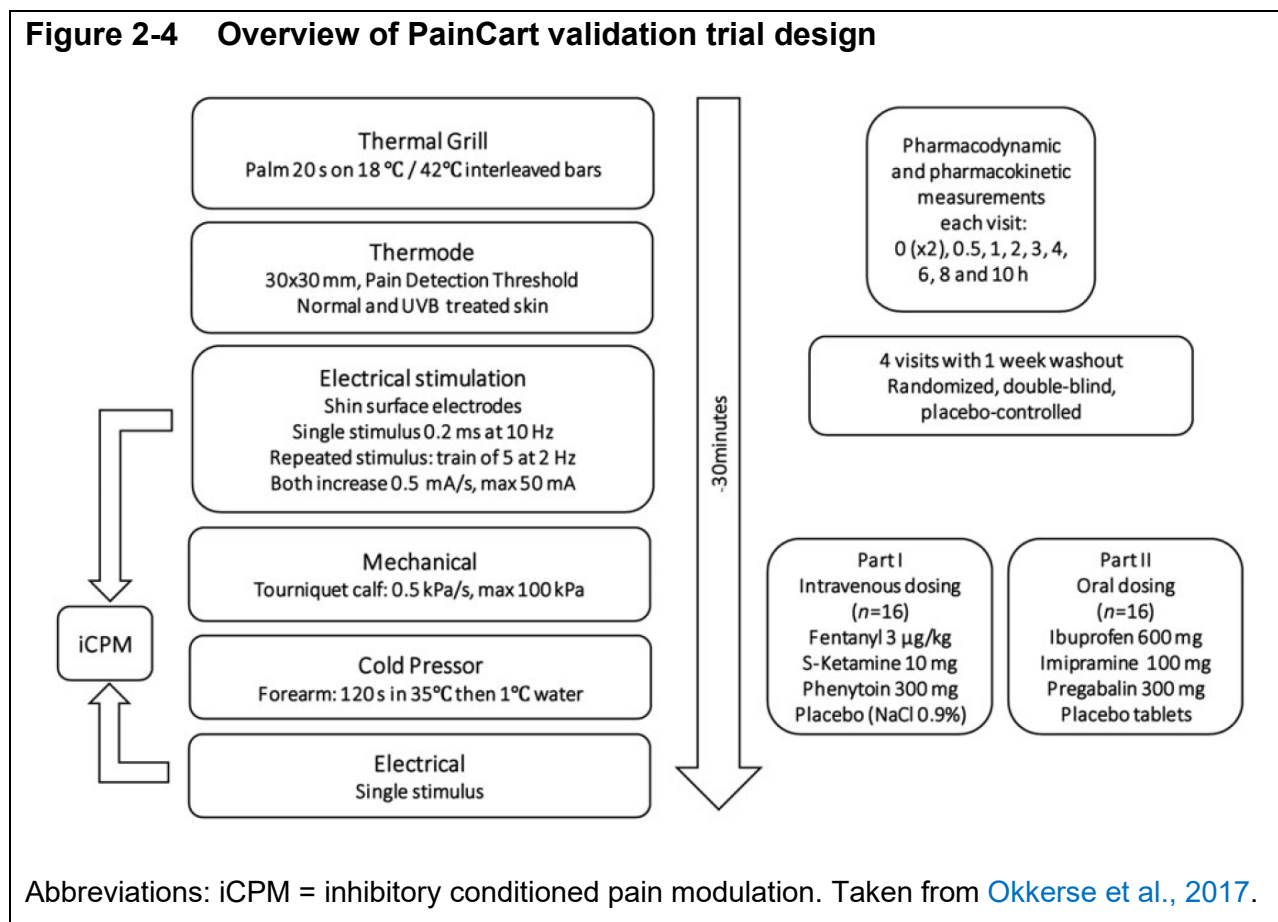 Figure 2-4 Overview of PainCart validation trial design
Thermal Grill
Palm 20 s on 18 °C / 42°C interleaved bars
Thermode
30x30 mm, Pain Detection Threshold
Normal and UVB treated skin
Electrical stimulation
Shin surface electrodes
Single stimulus 0.2 ms at 10 Hz
Repeated stimulus: train of 5 at 2 Hz
Both increase 0.5 mA/s, max 50 mA
Mechanical
Tourniquet calf: 0.5 kPa/s, max 100 kPa
Cold Pressor
Forearm: 120 s in 35°C then 1°C water
Electrical
Single stimulus
iCPM
-30minutes
Pharmacodynamic
and pharmacokinetic
measurements
each visit:
0 (x2), 0.5, 1, 2, 3, 4,
6, 8 and 10 h
4 visits with 1 week washout
Randomized, double-blind,
placebo-controlled
Part I
Intravenous dosing
(n=16)
Fentanyl 3 µg/kg
S-Ketamine 10 mg
Phenytoin 300 mg
Placebo (NaCl 0.9%)
Part II
Oral dosing
(n=16)
Ibuprofen 600 mg
Imipramine 100 mg
Pregabalin 300 mg
Placebo tablets
Abbreviations: iCPM = inhibitory conditioned pain modulation. Taken from Okkerse et al., 2017.